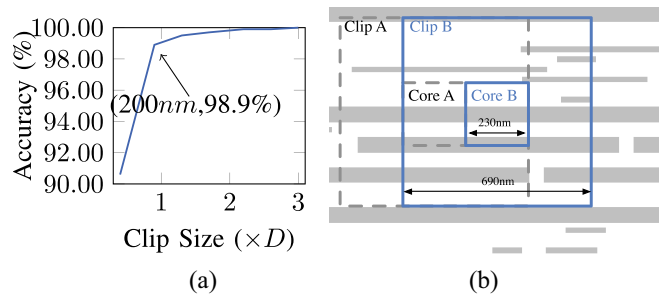 100.00
98.00
96.00
94.00
92.00
90.00
Accuracy (%)
(200nm,98.9%)
1
2
3
Clip Size (×D)
(a)
Clip A
Clip B
Core A
Core B
230nm
690nm
(b)